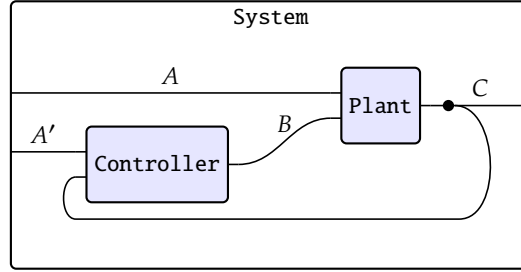 System
A
C
Plant
B
A′
Controller